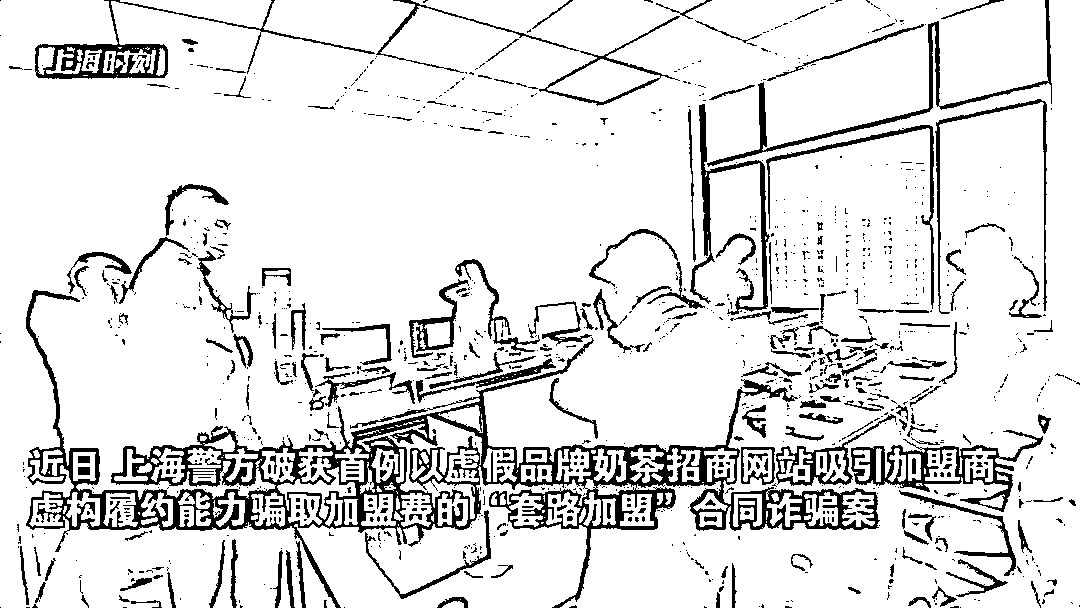 上海时刻
近日 上海警方破获首例以虚假品牌奶茶招商网站吸引加盟商
虚构履约能力骗取加盟费的“套路加盟” 合同诈骗案